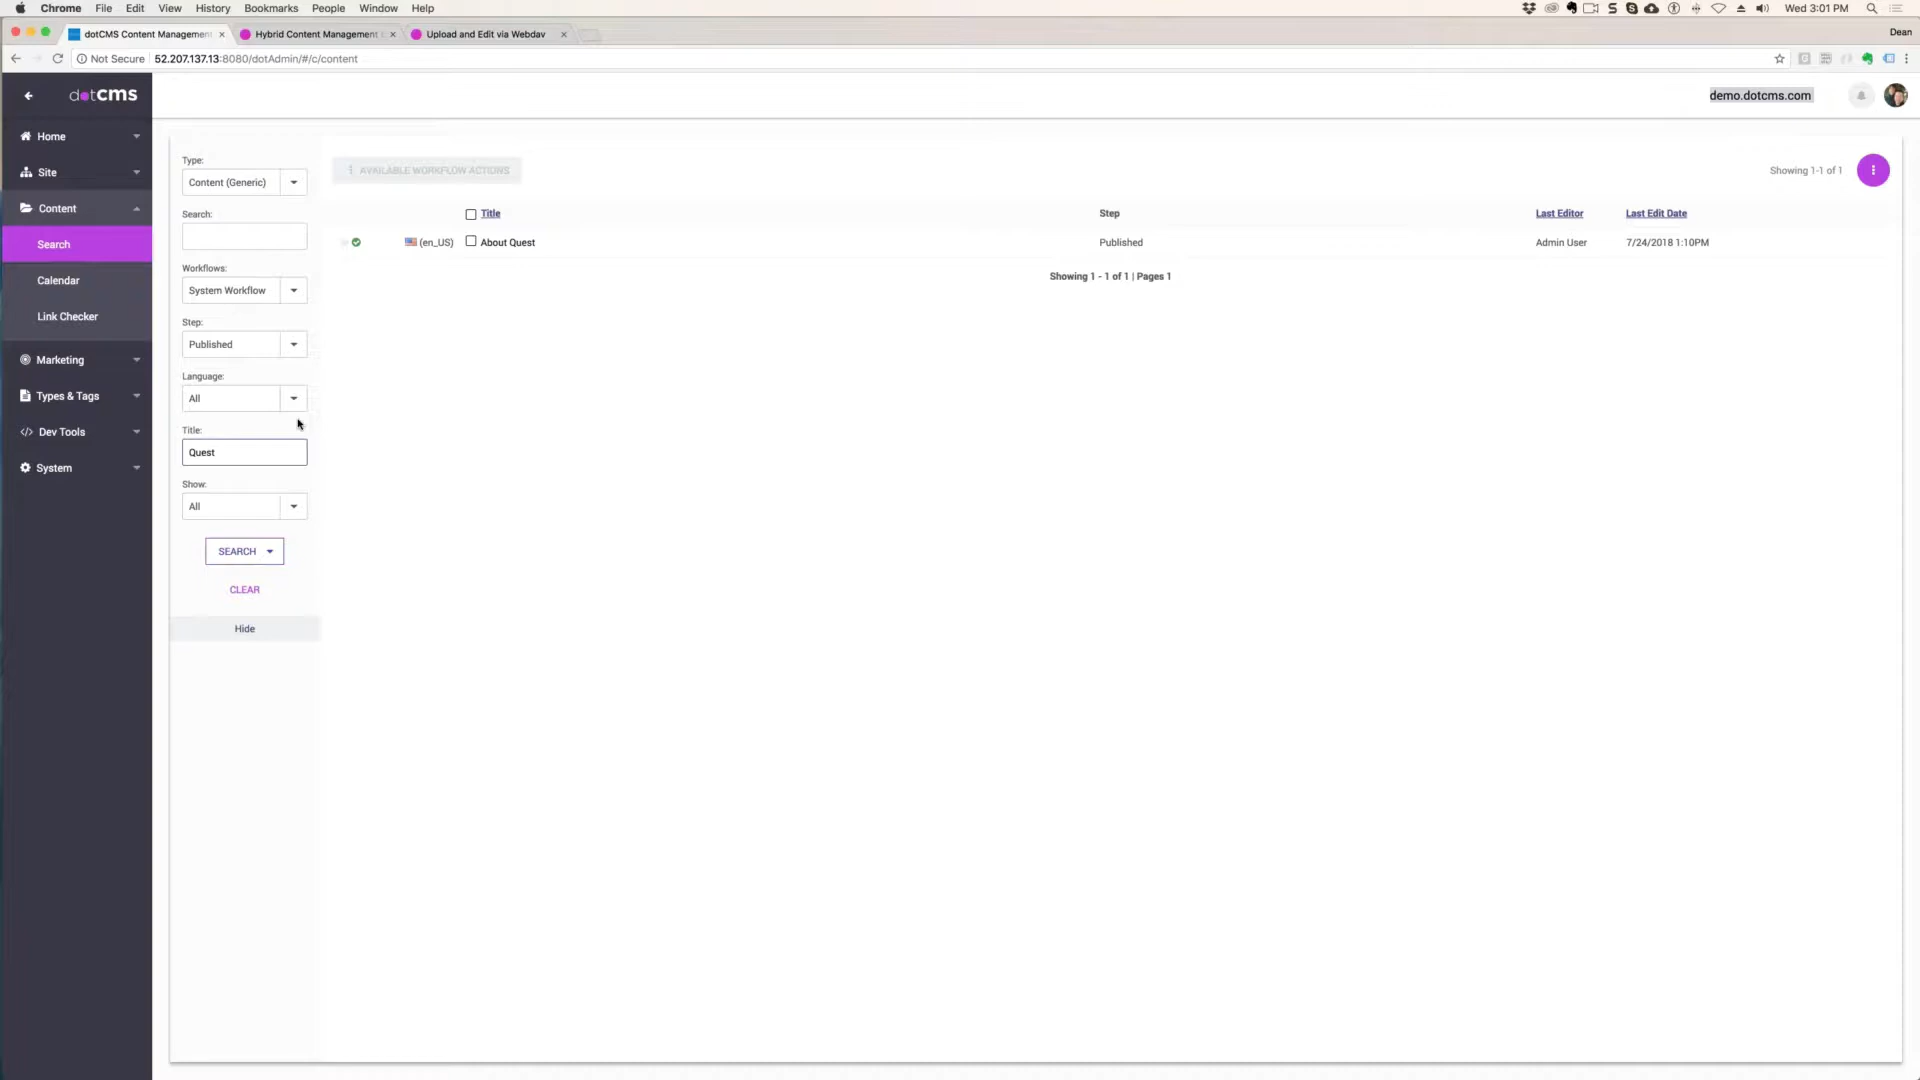 Chrome File Edit View History Bookmarks People Window Help
Wed 3:01 PM
dotCMS Content Management
Hybrid Content Management
Upload and Edit via Webdav
Dean
Not Secure 52.207.137.13:8080/dotAdmin/#/c/content
dotCMS
demo.dotcms.com
Home
Site
Content
Search
Calendar
Link Checker
Marketing
Types & Tags
Dev Tools
System
Type:
Content (Generic)
Search:
Workflows:
System Workflow
Step:
Published
Language:
All
Title:
Quest
Show:
All
SEARCH
CLEAR
Hide
AVAILABLE WORKFLOW ACTIONS
Showing 1-1 of 1
Title Step Last Editor Last Edit Date
(en_US) About Quest Published Admin User 7/24/2018 1:10PM
Showing 1 - 1 of 1 | Pages 1